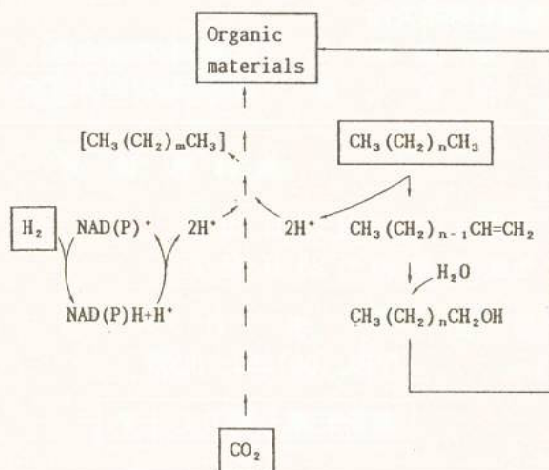 Organic
materials
[CH₃(CH₂)ₘCH₃]
CH₃(CH₂)ₙCH₃
H₂
NAD(P)⁺
2H⁺
2H⁺
CH₃(CH₂)ₙ₋₁CH=CH₂
H₂O
NAD(P)H+H⁺
CH₃(CH₂)ₙCH₂OH
CO₂